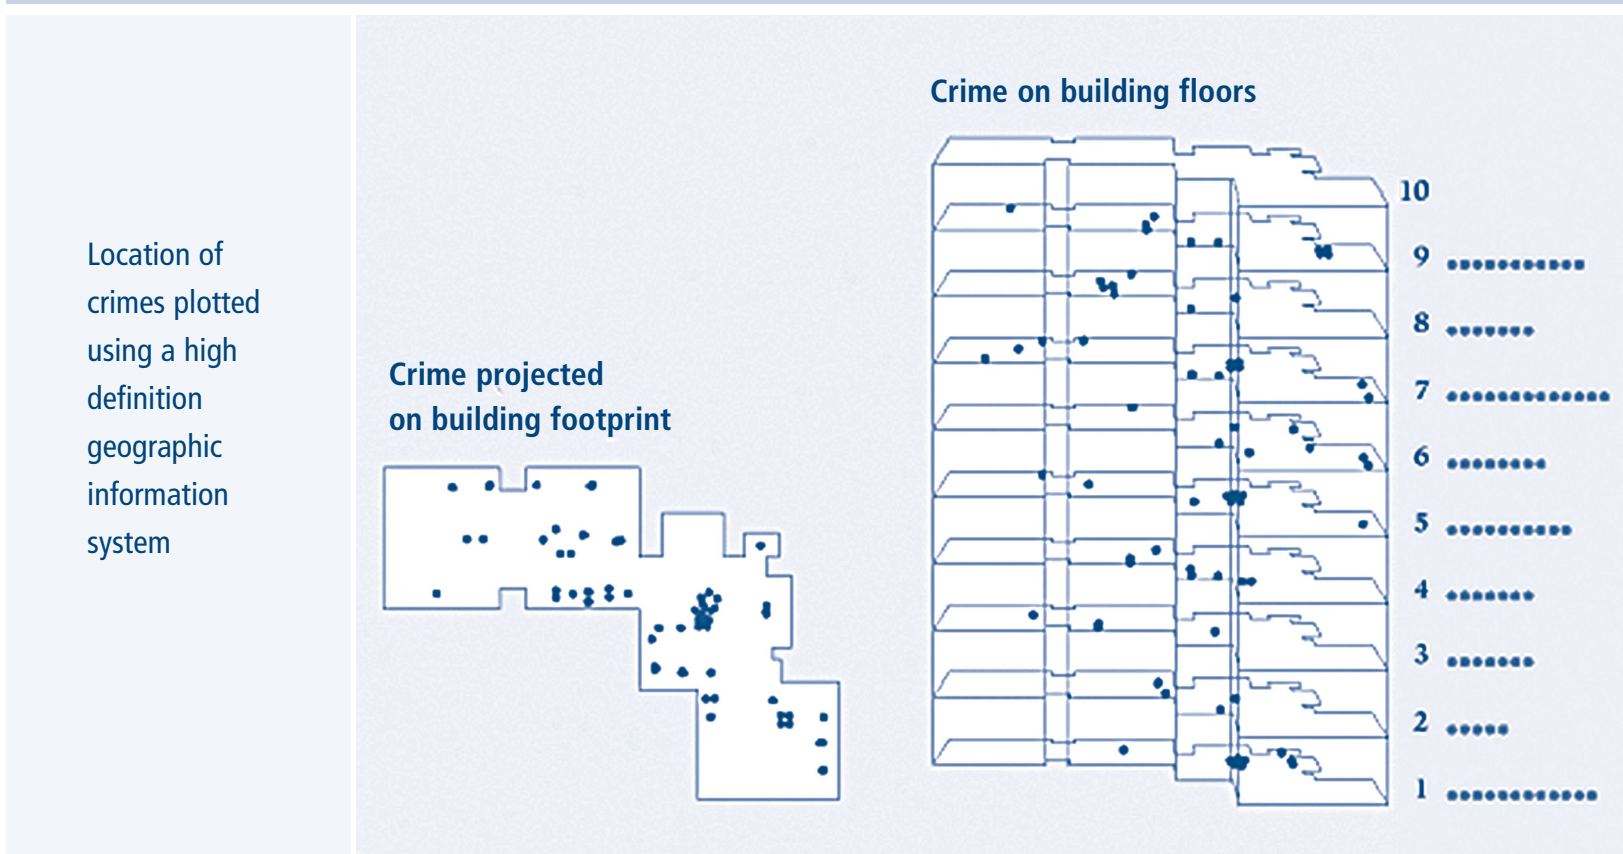 Location of
crimes plotted
using a high
definition
geographic
information
system
Crime projected
on building footprint
Crime on building floors
10
9
8
7
6
5
4
3
2
1